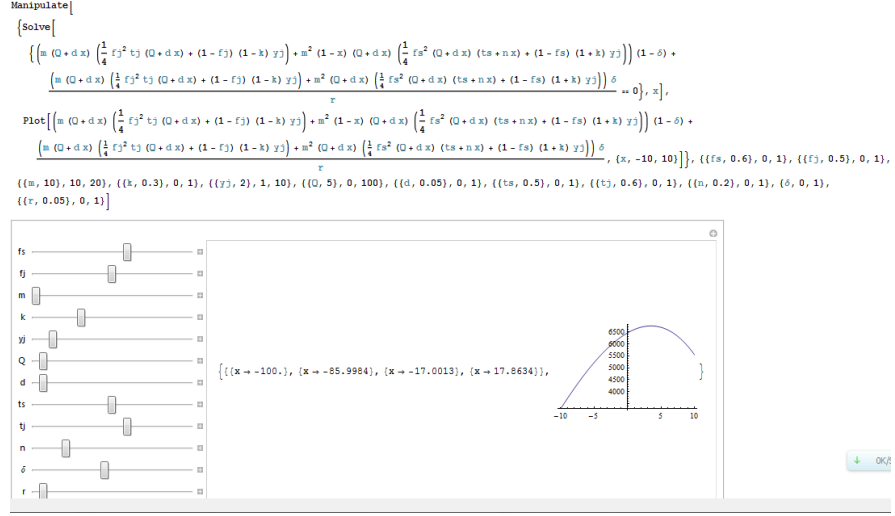 Manipulate[
{Solve[
{(m (Q + d x) (1/4 fj^2 tj (Q + d x) + (1 - fj) (1 - k) yj) + m^2 (1 - x) (Q + d x) (1/4 fs^2 (Q + d x) (ts + n x) + (1 - fs) (1 + k) yj)) (1 - δ) +
(m (Q + d x) (1/4 fj^2 tj (Q + d x) + (1 - fj) (1 - k) yj) + m^2 (Q + d x) (1/4 fs^2 (Q + d x) (ts + n x) + (1 - fs) (1 + k) yj)) δ / r == 0}, x],
Plot[(m (Q + d x) (1/4 fj^2 tj (Q + d x) + (1 - fj) (1 - k) yj) + m^2 (1 - x) (Q + d x) (1/4 fs^2 (Q + d x) (ts + n x) + (1 - fs) (1 + k) yj)) (1 - δ) +
(m (Q + d x) (1/4 fj^2 tj (Q + d x) + (1 - fj) (1 - k) yj) + m^2 (Q + d x) (1/4 fs^2 (Q + d x) (ts + n x) + (1 - fs) (1 + k) yj)) δ / r, {x, -10, 10}]}, {{fs, 0.6}, 0, 1}, {{fj, 0.5}, 0, 1},
{{m, 10}, 10, 20}, {{k, 0.3}, 0, 1}, {{yj, 2}, 1, 10}, {{Q, 5}, 0, 100}, {{d, 0.05}, 0, 1}, {{ts, 0.5}, 0, 1}, {{tj, 0.6}, 0, 1}, {{n, 0.2}, 0, 1}, {δ, 0, 1},
{{r, 0.05}, 0, 1}]
fs
fj
m
k
yj
Q
d
ts
tj
n
δ
r
{{{x → -100.}, {x → -85.9984}, {x → -17.0013}, {x → 17.8634}},
6500
6000
5500
5000
4500
4000
-10 -5 5 10
}
0K/S